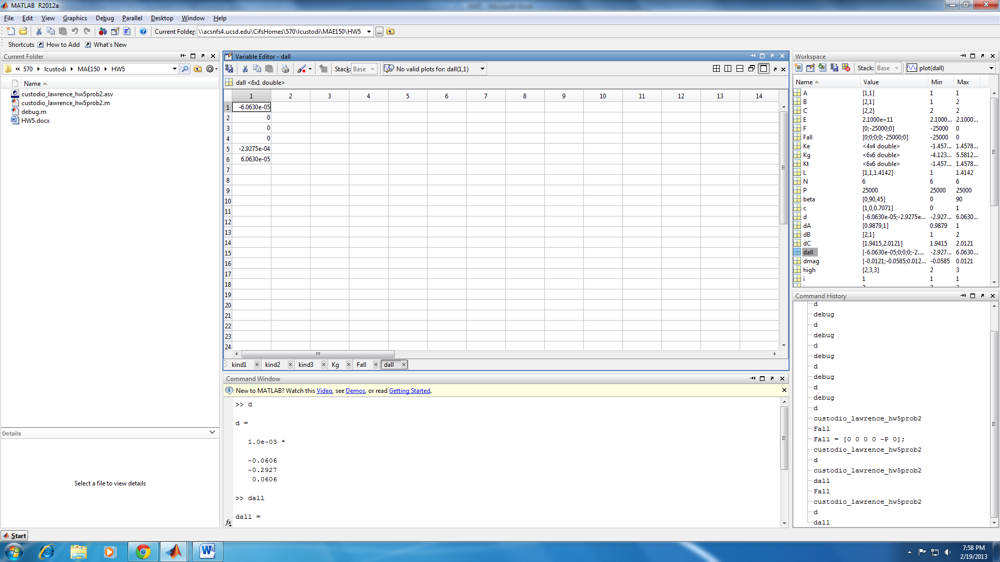 MATLAB R2012a
File Edit View Graphics Debug Parallel Desktop Window Help
Current Folder: \\acsnfs4.ucsd.edu\CifsHomes\570\lcustodi\MAE150\HW5
Shortcuts How to Add What's New
Current Folder
« 570 lcustodi MAE150 HW5
Name
custodio_lawrence_hw5prob2.asv
custodio_lawrence_hw5prob2.m
debug.m
HW5.docx
Details
Select a file to view details
Variable Editor - dall
Stack: Base No valid plots for: dall(1,1)
dall <6x1 double>
1 2 3 4 5 6 7 8 9 10 11 12 13 14
1 -6.0630e-05
2 0
3 0
4 0
5 -2.9275e-04
6 6.0630e-05
7
8
9
10
11
12
13
14
15
16
17
18
19
20
21
22
23
24
kind1 kind2 kind3 Kg Fall dall
Command Window
New to MATLAB? Watch this Video, see Demos, or read Getting Started.
>> d
d =
1.0e-03 *
-0.0606
-0.2927
0.0606
>> dall
dall =
fx
Workspace
Stack: Base plot(dall)
Name Value Min Max
A [1,1] 1 1
B [2,1] 1 2
C [2,2] 2 2
E 2.1000e+11 2.1000... 2.1000...
F [0;-25000;0] -25000 0
Fall [0;0;0;0;-25000;0] -25000 0
Ke <4x4 double> -1.457... 1.4578...
Kg <6x6 double> -4.123... 5.5812...
Kt <6x6 double> -1.457... 1.4578...
L [1,1,1.4142] 1 1.4142
N 6 6 6
P 25000 25000 25000
beta [0,90,45] 0 90
c [1,0,0.7071] 0 1
d [-6.0630e-05;-2.9275e... -2.927... 6.0630...
dA [0.9879,1] 0.9879 1
dB [2,1] 1 2
dC [1.9415,2.0121] 1.9415 2.0121
dall [-6.0630e-05;0;0;0;-2.... -2.927... 6.0630...
dmag [-0.0121;-0.0585;0.012... -0.0585 0.0121
high [2,3,3] 2 3
i 1 1 1
Command History
d
debug
d
debug
d
debug
d
debug
d
debug
d
custodio_lawrence_hw5prob2
Fall
Fall = [0 0 0 0 -P 0];
custodio_lawrence_hw5prob2
d
custodio_lawrence_hw5prob2
dall
Fall
custodio_lawrence_hw5prob2
d
dall
Start
7:58 PM
2/19/2013